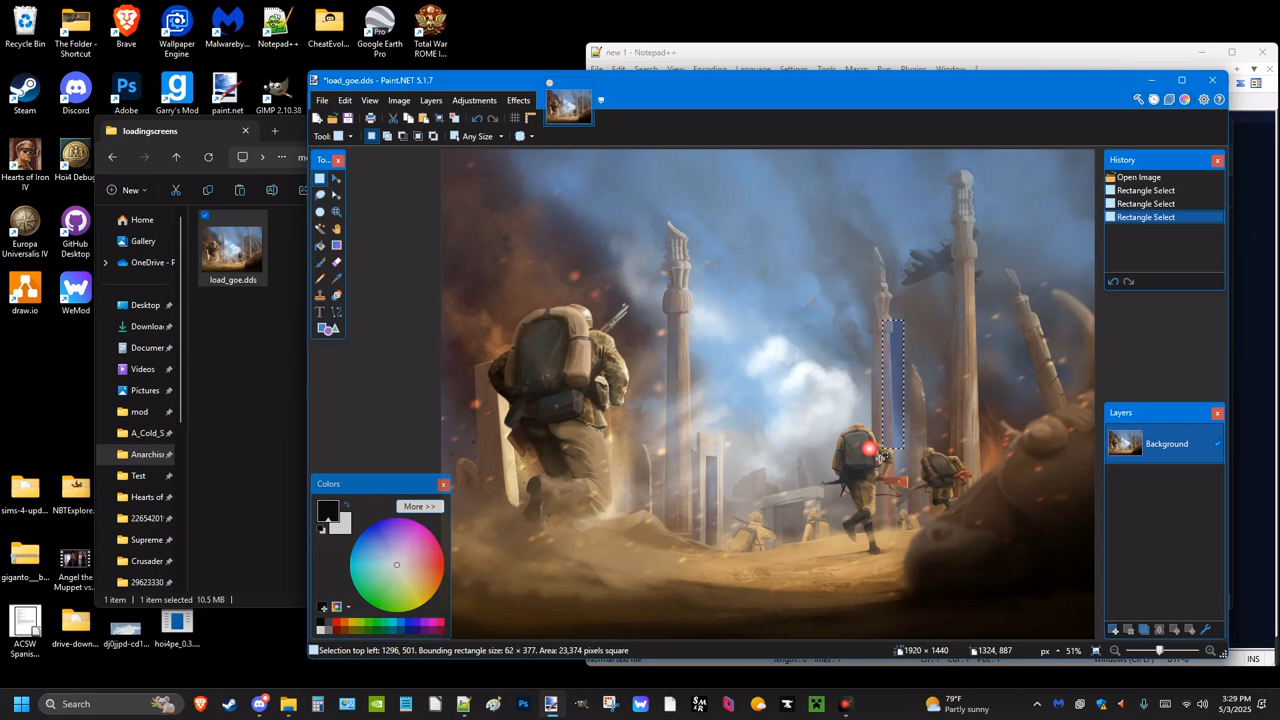 Recycle Bin
The Folder - Shortcut
Brave
Wallpaper Engine
Malwareby...
Notepad++
CheatEvol...
Google Earth Pro
Total War ROME I...
Steam
Discord
Adobe
Garry's Mod
paint.net
GIMP 2.10.38
Hearts of Iron IV
Hoi4 Debug
Europa Universalis IV
GitHub Desktop
draw.io
WeMod
sims-4-upd...
NBTExplore...
giganto__b...
Angel the Muppet vs...
ACSW Spanis...
drive-down...
dj0jjpd-cd1...
hoi4pe_0.3...
new 1 - Notepad++
loadingscreens
New
Home
Gallery
OneDrive - P
Desktop
Downloa
Docume
Pictures
Videos
Pictures
mod
A_Cold_S
Anarchis
Test
Hearts of
22654201
Supreme
Crusader
29623330
load_goe.dds
1 item
1 item selected 10.5 MB
*load_goe.dds - Paint.NET 5.1.7
File Edit View Image Layers Adjustments Effects
Tool:
Any Size
To...
History
Open Image
Rectangle Select
Rectangle Select
Rectangle Select
Layers
Background
Colors
More >>
Selection top left: 1296, 501. Bounding rectangle size: 62 × 377. Area: 23,374 pixels square
1920 × 1440
1324, 887
px
51%
INS
Search
79°F
Partly sunny
3:29 PM
5/3/2025